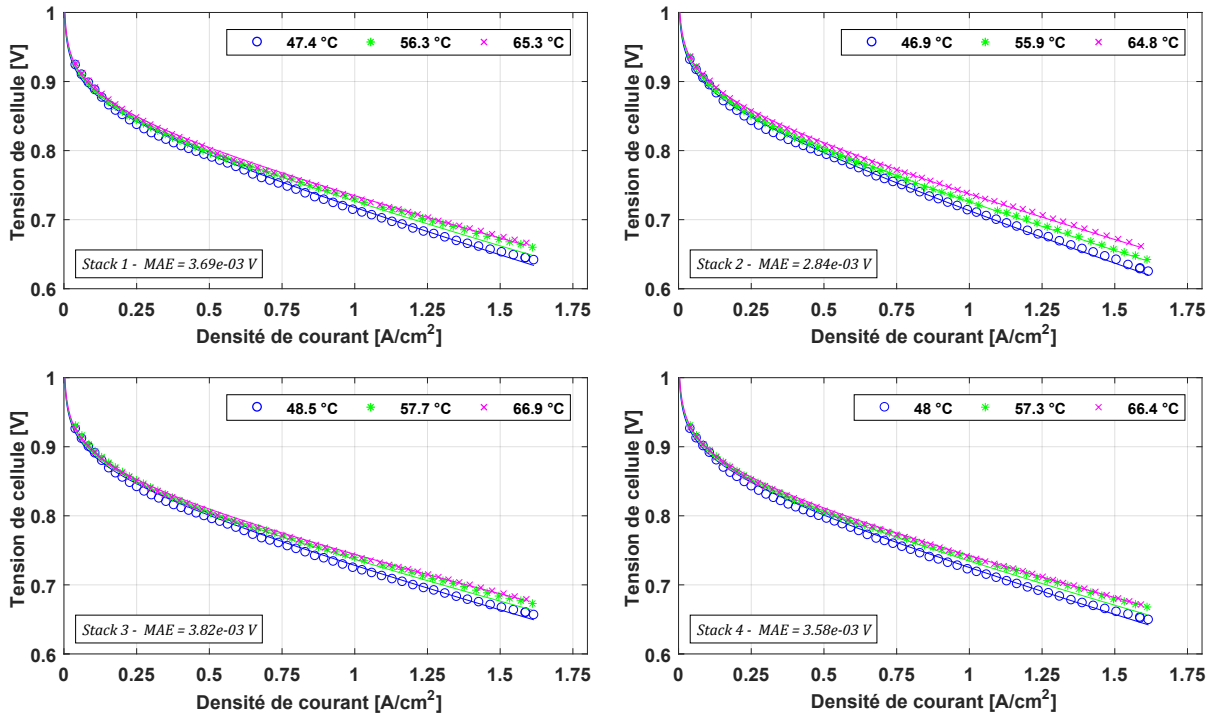 47.4 °C 56.3 °C 65.3 °C
Tension de cellule [V]
1
0.9
0.8
0.7
0.6
Stack 1 - MAE = 3.69e-03 V
0 0.25 0.5 0.75 1 1.25 1.5 1.75
Densité de courant [A/cm²]
46.9 °C 55.9 °C 64.8 °C
Tension de cellule [V]
1
0.9
0.8
0.7
0.6
Stack 2 - MAE = 2.84e-03 V
0 0.25 0.5 0.75 1 1.25 1.5 1.75
Densité de courant [A/cm²]
48.5 °C 57.7 °C 66.9 °C
Tension de cellule [V]
1
0.9
0.8
0.7
0.6
Stack 3 - MAE = 3.82e-03 V
0 0.25 0.5 0.75 1 1.25 1.5 1.75
Densité de courant [A/cm²]
48 °C 57.3 °C 66.4 °C
Tension de cellule [V]
1
0.9
0.8
0.7
0.6
Stack 4 - MAE = 3.58e-03 V
0 0.25 0.5 0.75 1 1.25 1.5 1.75
Densité de courant [A/cm²]